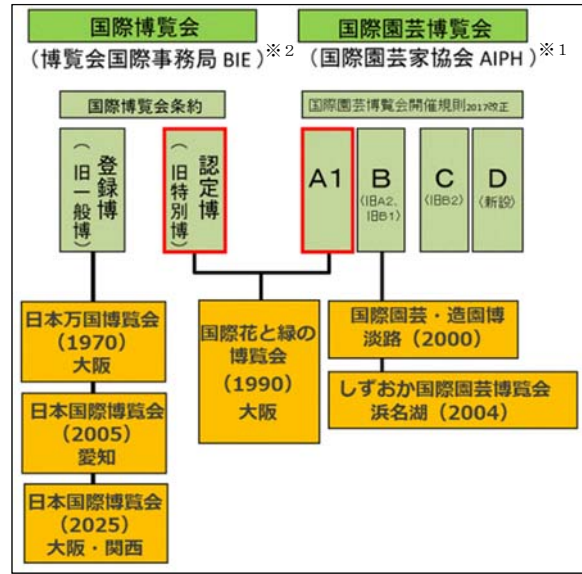 国際博覧会
(博覧会国際事務局 BIE)※2
国際園芸博覧会
(国際園芸家協会 AIPH)※1
国際博覧会条約
国際園芸博覧会開催規則2017改正
登録博
(旧一般博)
認定博
(旧特別博)
A1
B
(旧A2、
旧B1)
C
(旧B2)
D
(新設)
日本万国博覧会
(1970)
大阪
日本国際博覧会
(2005)
愛知
日本国際博覧会
(2025)
大阪・関西
国際花と緑の
博覧会
(1990)
大阪
国際園芸・造園博
淡路(2000)
しずおか国際園芸博覧会
浜名湖(2004)